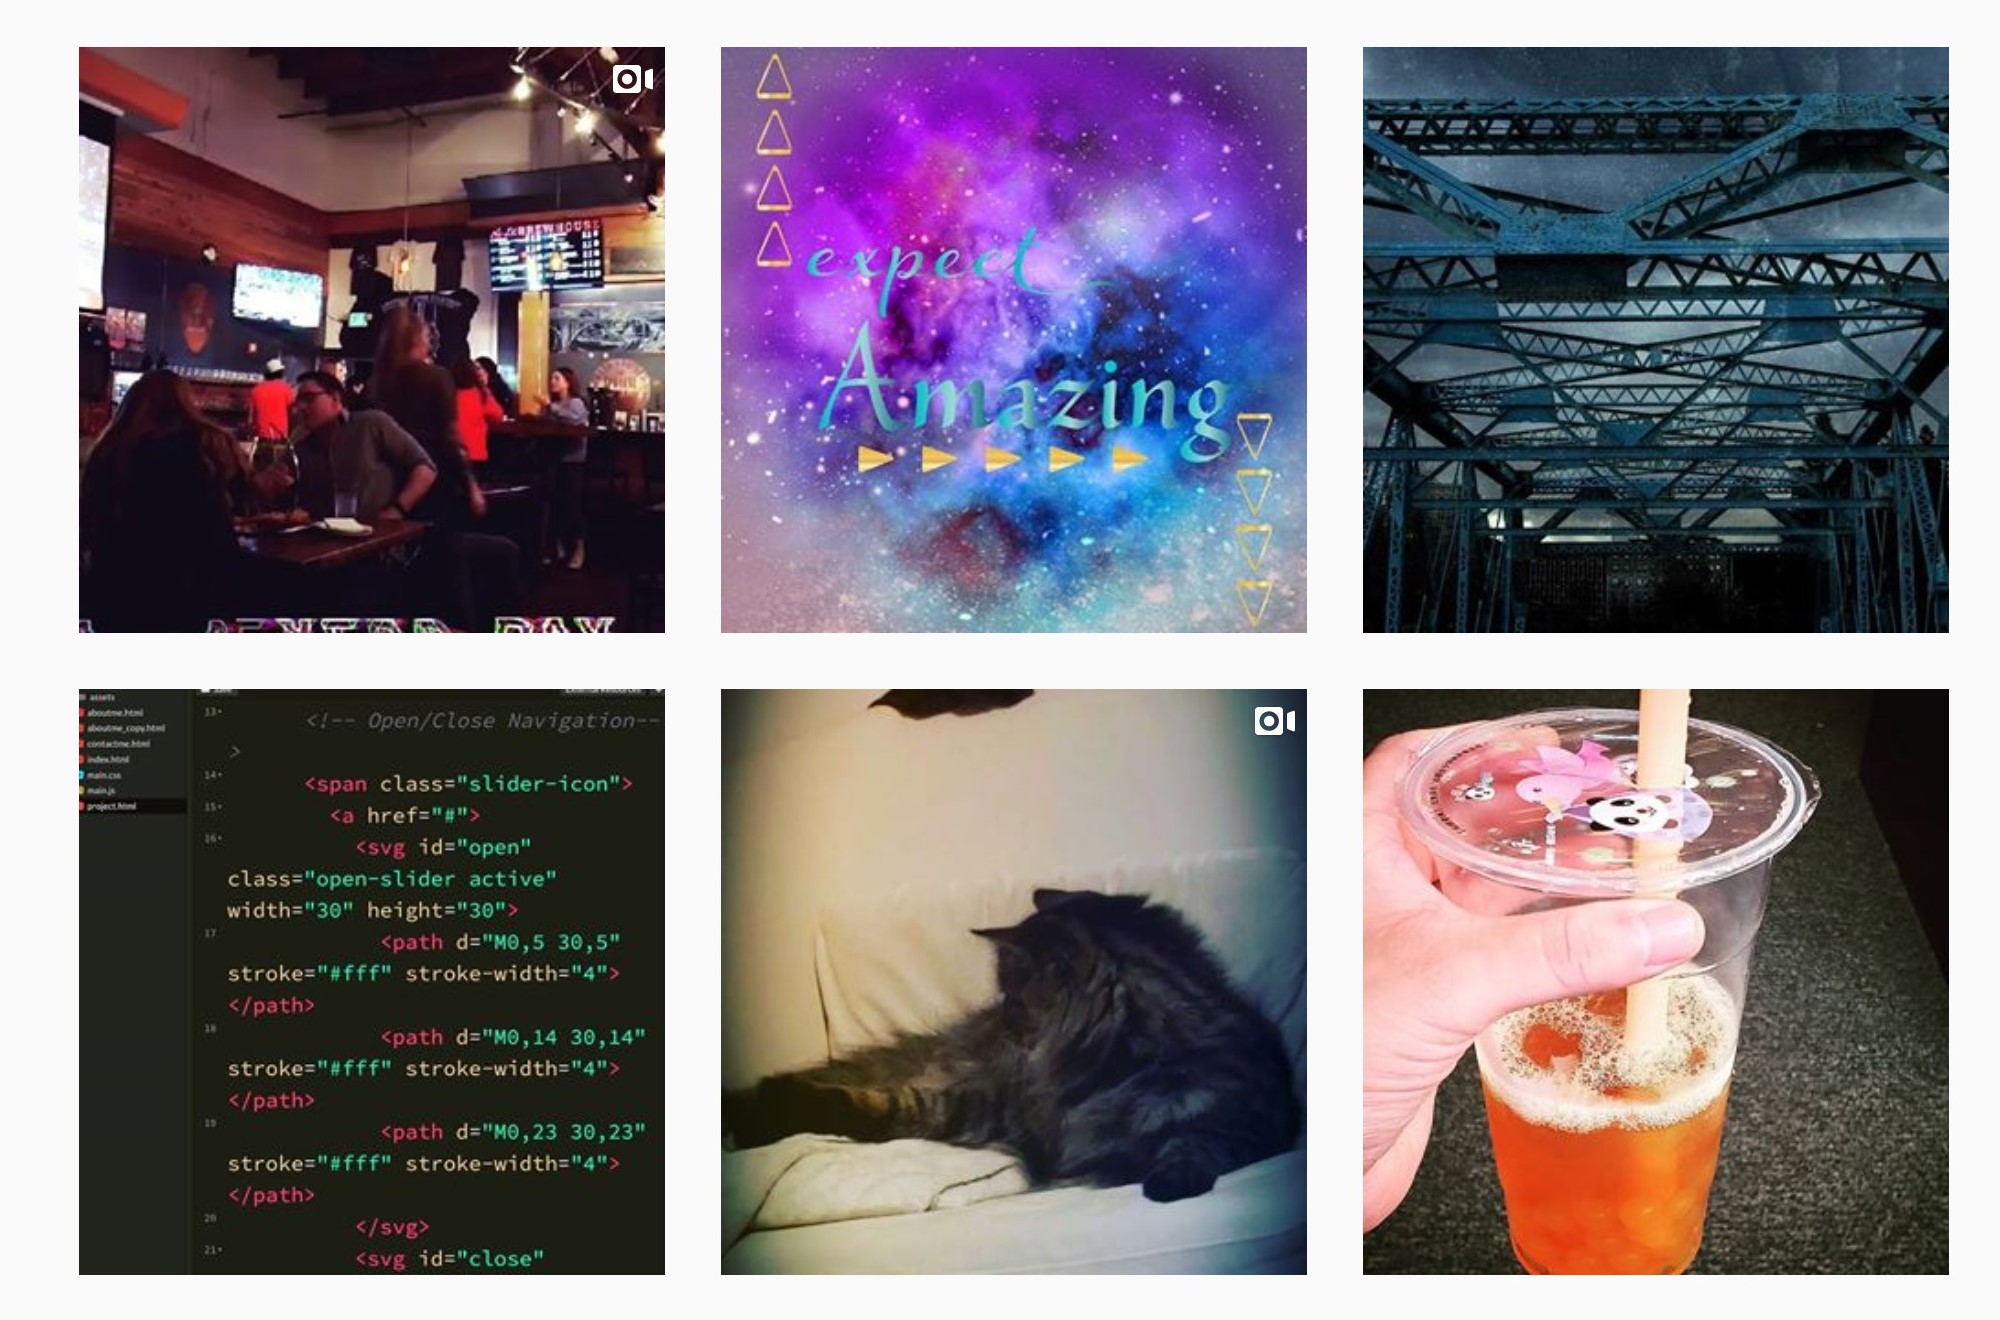 BREWHOUSE
expect
Amazing
assets
aboutme.html
aboutme_copy.html
contactme.html
index.html
main.css
main.js
project.html
External Resources
13
<!-- Open/Close Navigation--
>
14
<span class="slider-icon">
15
<a href="#">
16
<svg id="open"
class="open-slider active"
width="30" height="30">
17
<path d="M0,5 30,5"
stroke="#fff" stroke-width="4">
</path>
18
<path d="M0,14 30,14"
stroke="#fff" stroke-width="4">
</path>
19
<path d="M0,23 30,23"
stroke="#fff" stroke-width="4">
</path>
20
</svg>
21
<svg id="close"